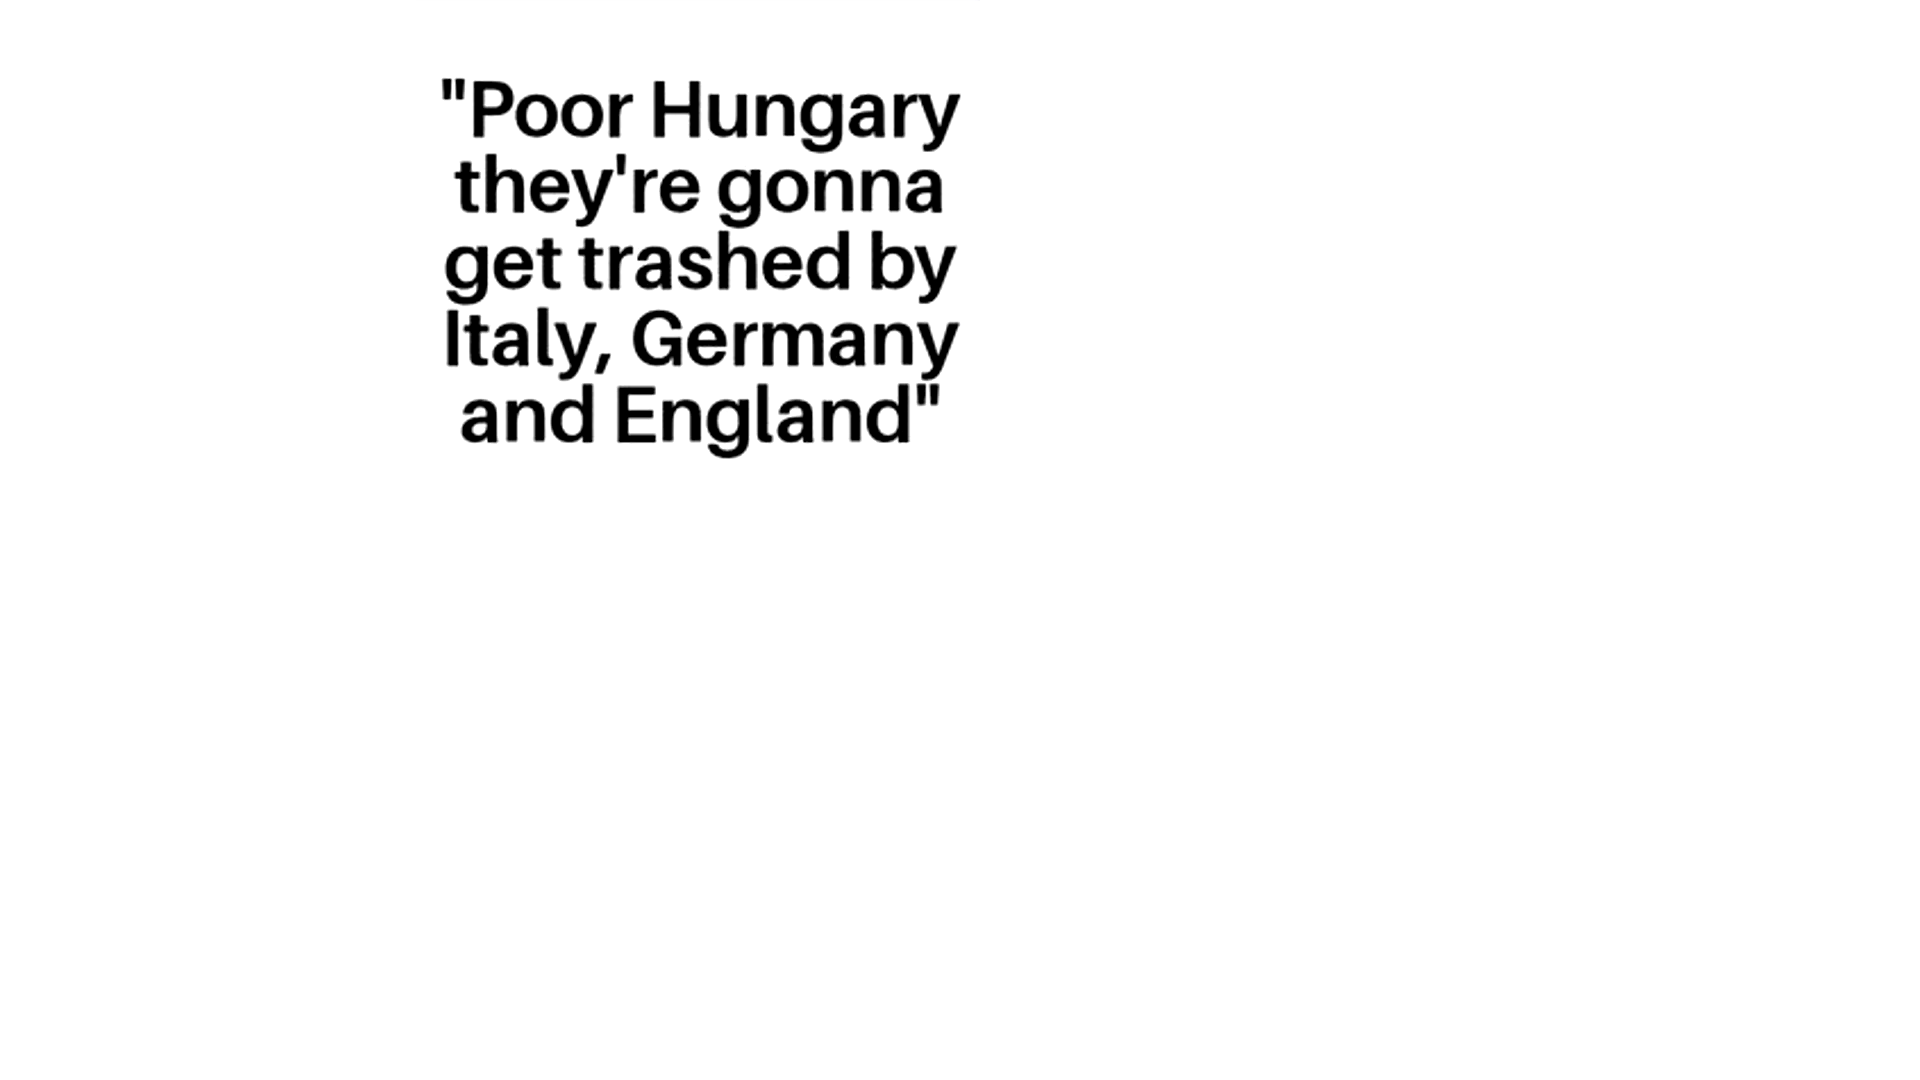 "Poor Hungary
they're gonna
get trashed by
Italy, Germany
and England"